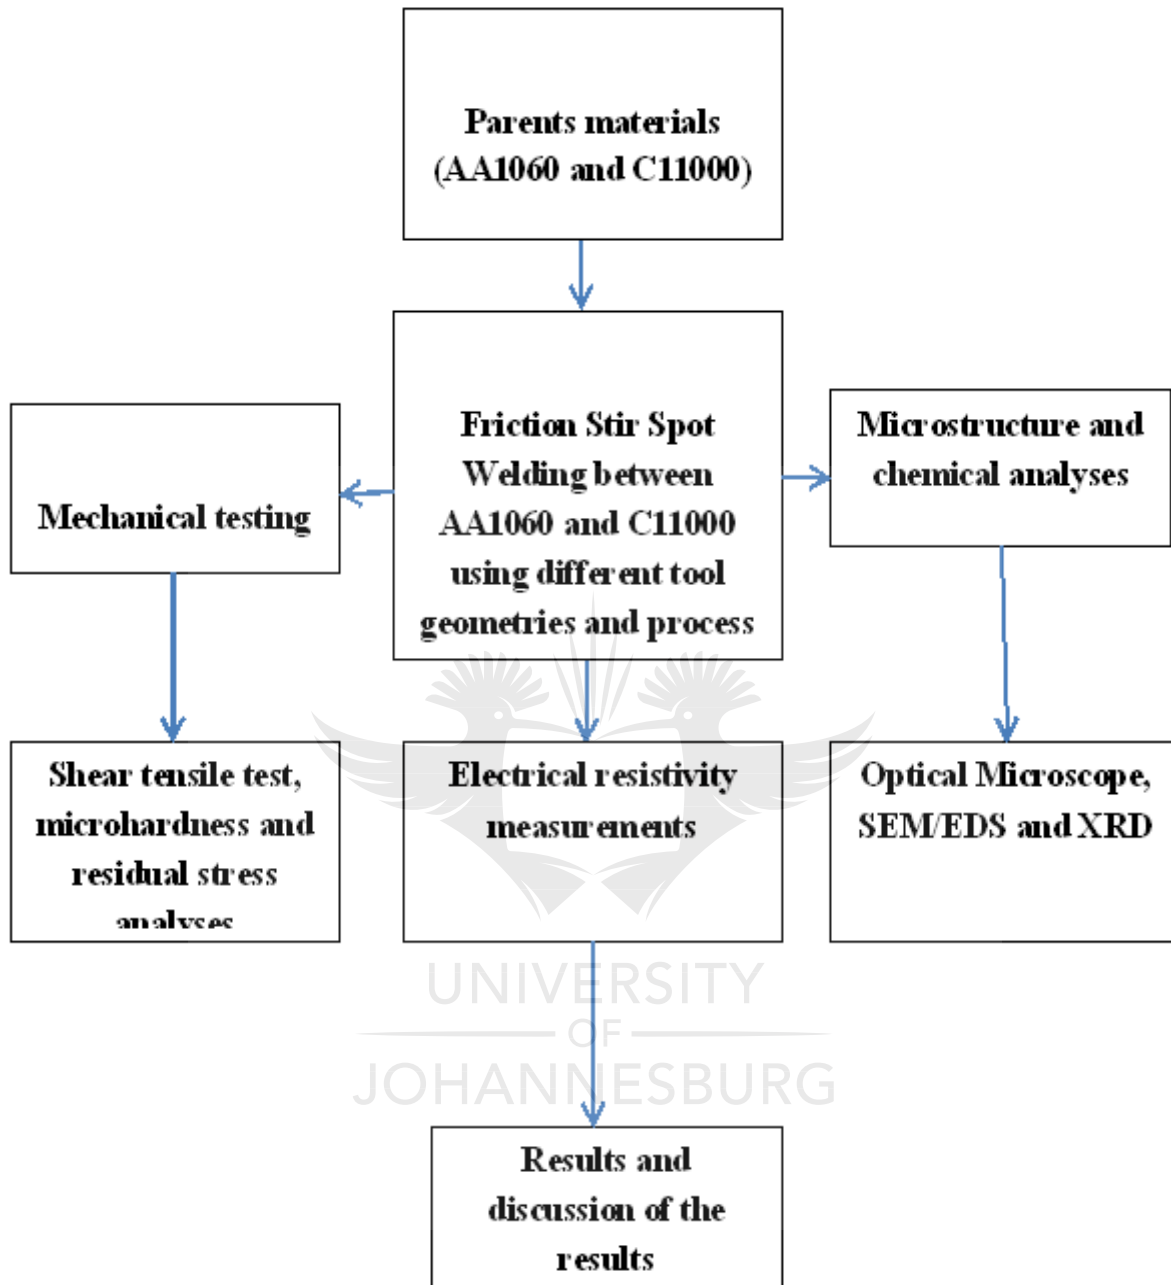 Parents materials
(AA1060 and C11000)
Friction Stir Spot
Welding between
AA1060 and C11000
using different tool
geometries and process
Mechanical testing
Microstructure and
chemical analyses
Shear tensile test,
microhardness and
residual stress
analyses
Electrical resistivity
measurements
Optical Microscope,
SEM/EDS and XRD
UNIVERSITY
OF
JOHANNESBURG
Results and
discussion of the
results